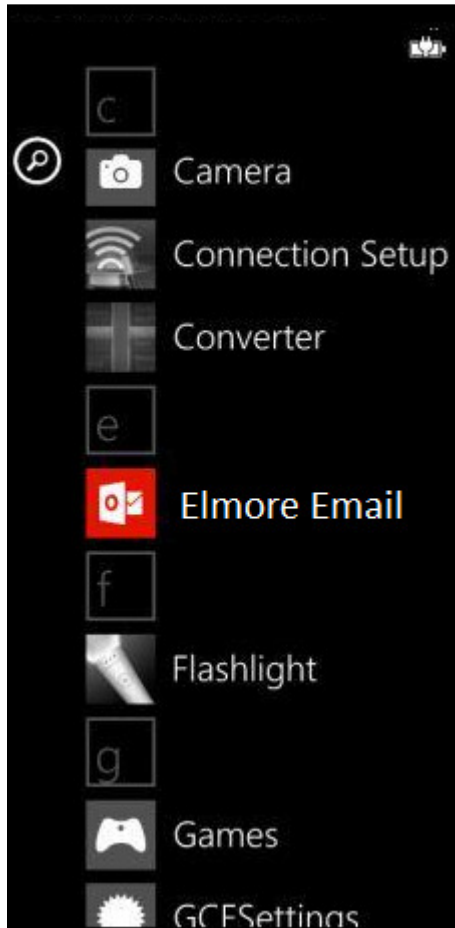 c
Camera
Connection Setup
Converter
e
Elmore Email
f
Flashlight
g
Games
GCFSettings